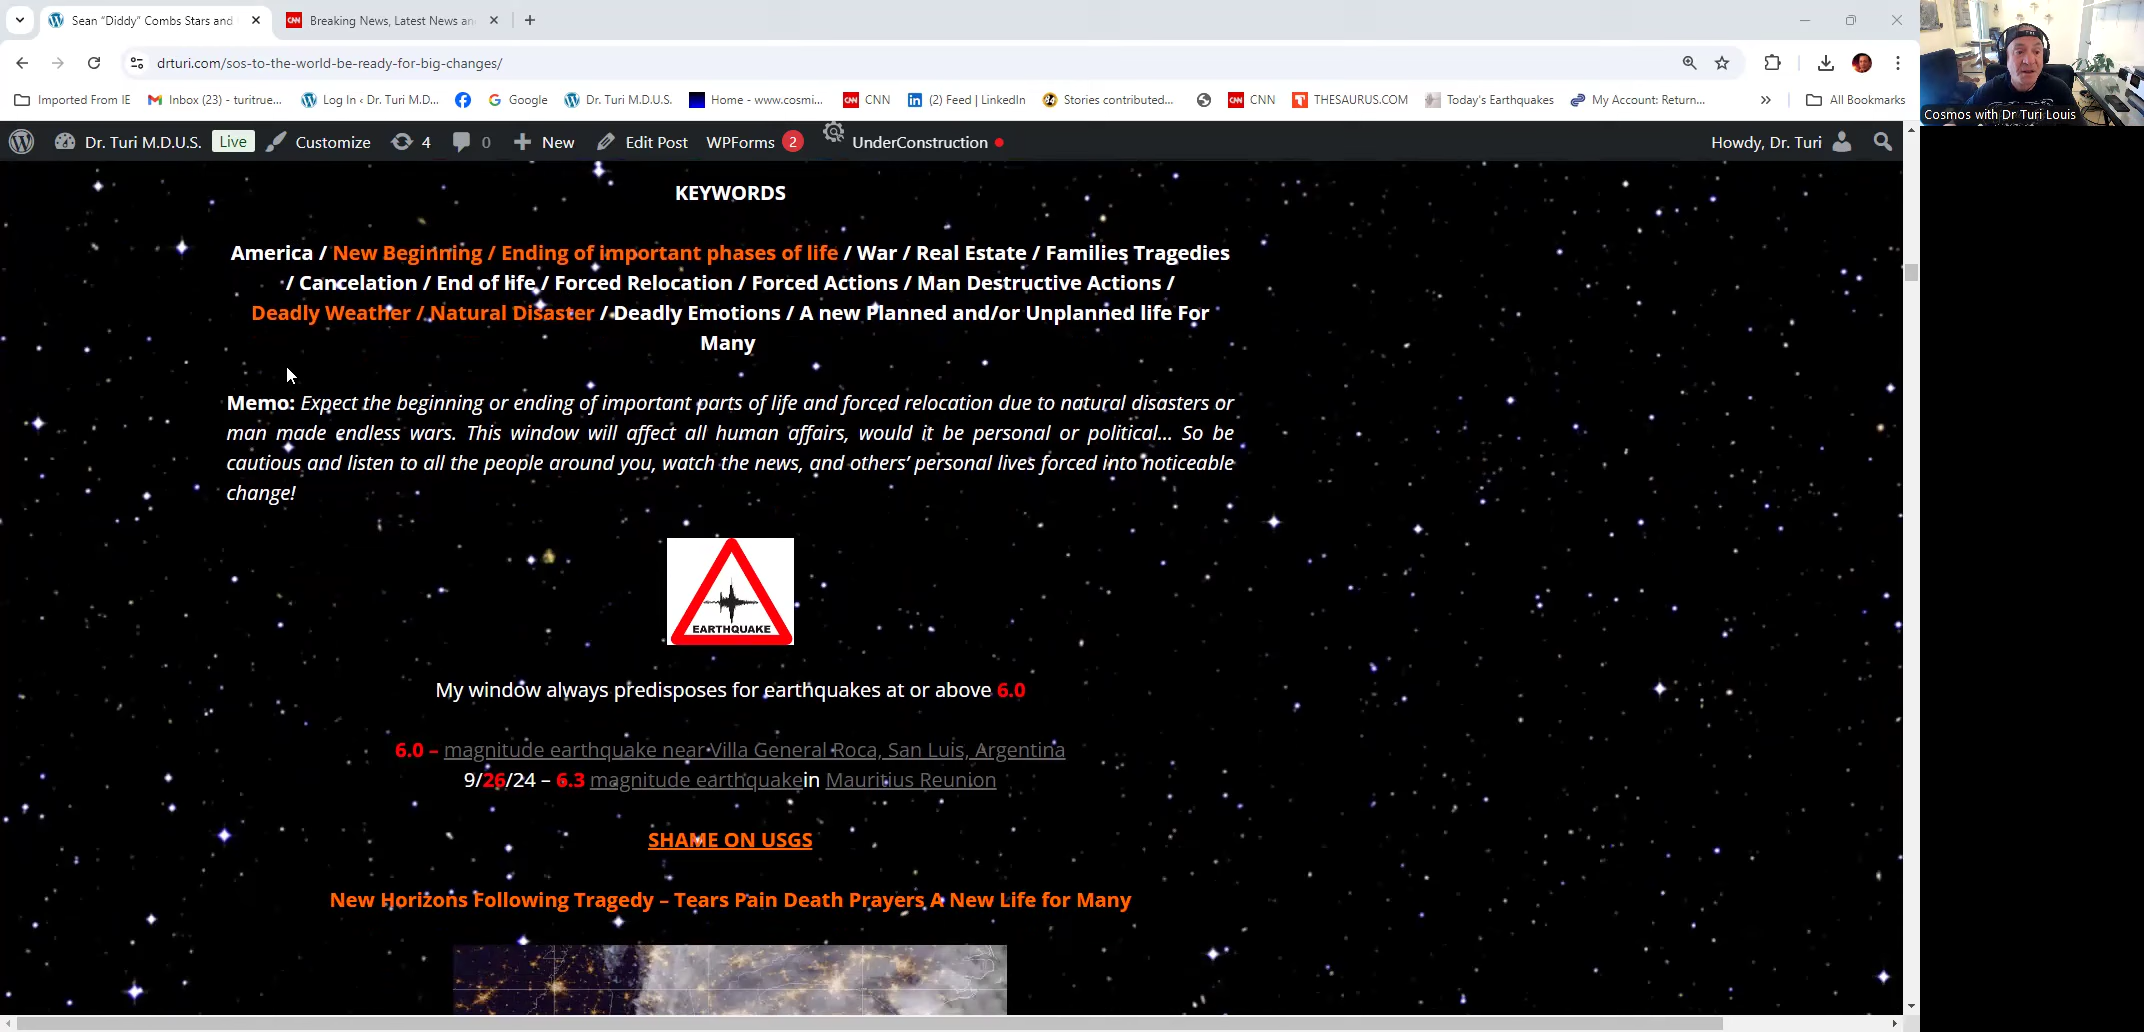 Sean “Diddy” Combs Stars and
CNN Breaking News, Latest News an
drturi.com/sos-to-the-world-be-ready-for-big-changes/
Imported From IE
Inbox (23) - turitrue...
Log In ‹ Dr. Turi M.D...
Google
Dr. Turi M.D.U.S.
Home - www.cosmi...
CNN CNN
(2) Feed | LinkedIn
Stories contributed...
CNN CNN
THESAURUS.COM
Today's Earthquakes
My Account: Return...
All Bookmarks
Cosmos with Dr Turi Louis
Dr. Turi M.D.U.S. Live Customize 4 0 New Edit Post WPForms 2 UnderConstruction Howdy, Dr. Turi
KEYWORDS
America / New Beginning / Ending of important phases of life / War / Real Estate / Families Tragedies
/ Cancelation / End of life / Forced Relocation / Forced Actions / Man Destructive Actions /
Deadly Weather / Natural Disaster / Deadly Emotions / A new Planned and/or Unplanned life For
Many
Memo: Expect the beginning or ending of important parts of life and forced relocation due to natural disasters or
man made endless wars. This window will affect all human affairs, would it be personal or political... So be
cautious and listen to all the people around you, watch the news, and others’ personal lives forced into noticeable
change!
EARTHQUAKE
My window always predisposes for earthquakes at or above 6.0
6.0 – magnitude earthquake near Villa General Roca, San Luis, Argentina
9/26/24 – 6.3 magnitude earthquakein Mauritius Reunion
SHAME ON USGS
New Horizons Following Tragedy – Tears Pain Death Prayers A New Life for Many